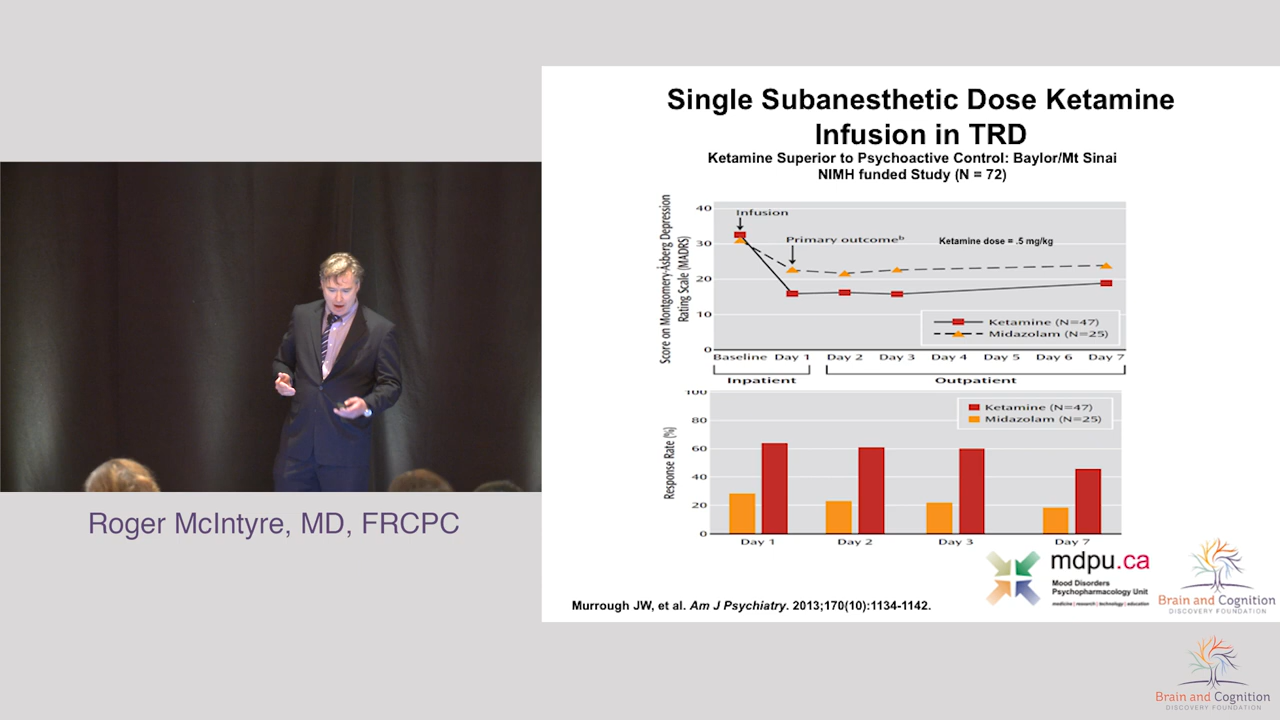 Single Subanesthetic Dose Ketamine
Infusion in TRD
Ketamine Superior to Psychoactive Control: Baylor/Mt Sinai
NIMH funded Study (N = 72)
Score on Montgomery-Åsberg Depression
Rating Scale (MADRS)
40
30
20
10
0
Infusion
Primary outcomeᵇ
Ketamine dose = .5 mg/kg
Ketamine (N=47)
Midazolam (N=25)
Baseline Day 1 Day 2 Day 3 Day 4 Day 5 Day 6 Day 7
Inpatient Outpatient
Response Rate (%)
100
80
60
40
20
0
Ketamine (N=47)
Midazolam (N=25)
Day 1 Day 2 Day 3 Day 7
Roger McIntyre, MD, FRCPC
mdpu.ca
Mood Disorders
Psychopharmacology Unit
medicine | research | technology | education
Brain and Cognition
DISCOVERY FOUNDATION
Murrough JW, et al. Am J Psychiatry. 2013;170(10):1134-1142.
Brain and Cognition
DISCOVERY FOUNDATION